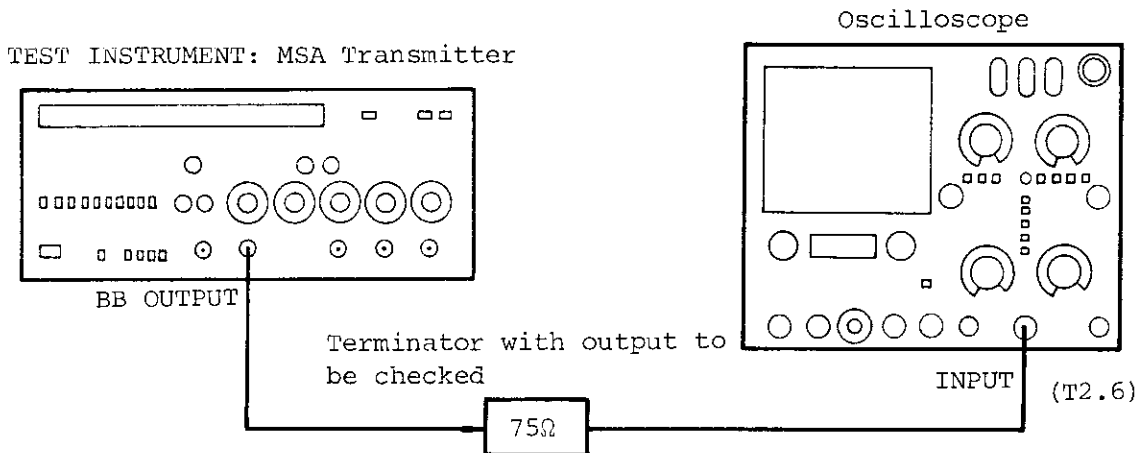 Oscilloscope
TEST INSTRUMENT: MSA Transmitter
BB OUTPUT
Terminator with output to
be checked
INPUT
(T2.6)
75Ω